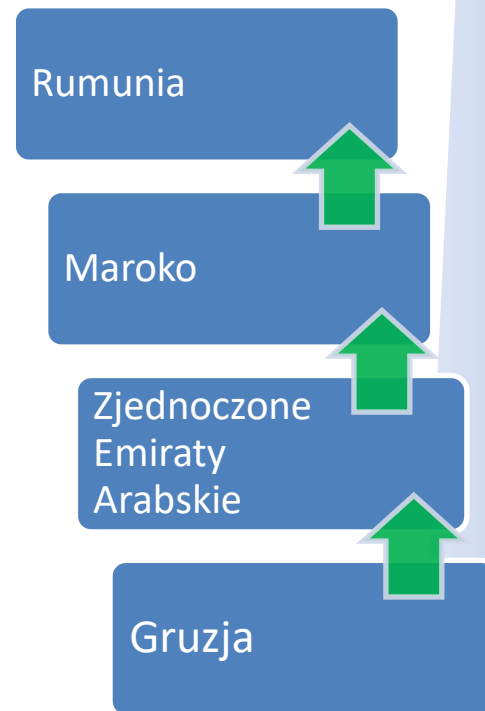 Rumunia
Maroko
Zjednoczone
Emiraty
Arabskie
Gruzja